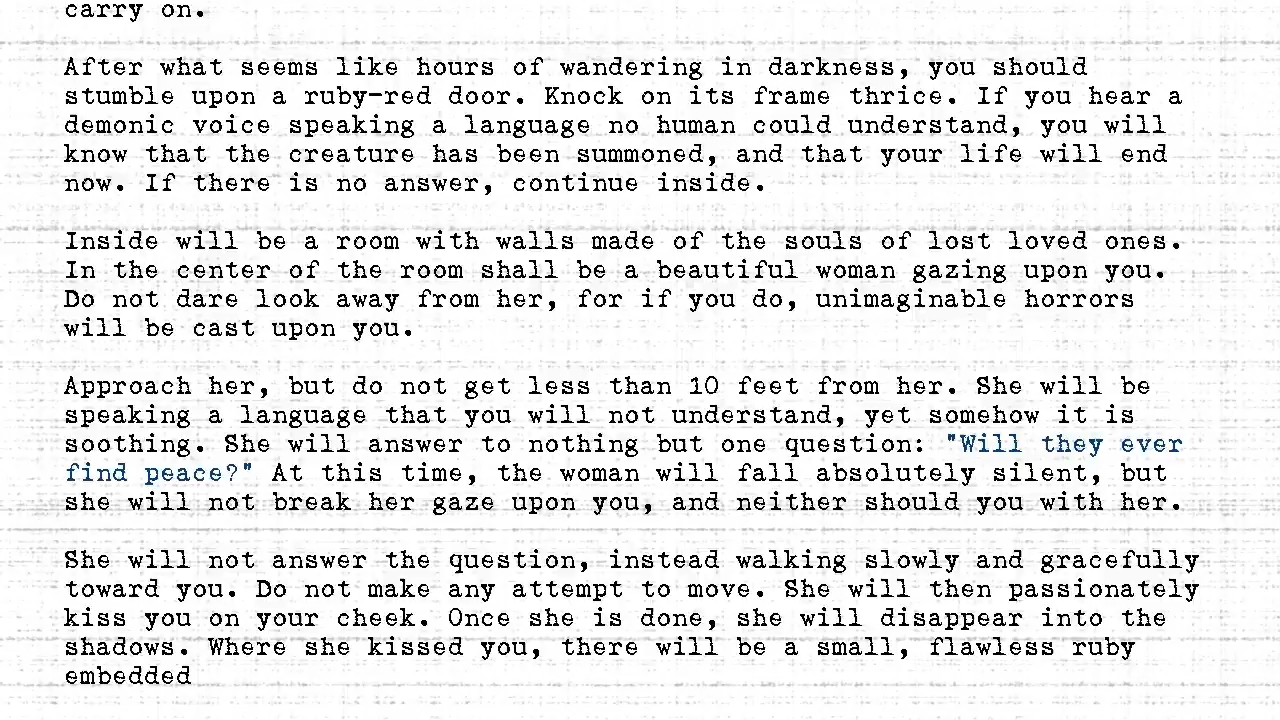 carry on.
After what seems like hours of wandering in darkness, you should
stumble upon a ruby-red door. Knock on its frame thrice. If you hear a
demonic voice speaking a language no human could understand, you will
know that the creature has been summoned, and that your life will end
now. If there is no answer, continue inside.
Inside will be a room with walls made of the souls of lost loved ones.
In the center of the room shall be a beautiful woman gazing upon you.
Do not dare look away from her, for if you do, unimaginable horrors
will be cast upon you.
Approach her, but do not get less than 10 feet from her. She will be
speaking a language that you will not understand, yet somehow it is
soothing. She will answer to nothing but one question: "Will they ever
find peace?" At this time, the woman will fall absolutely silent, but
she will not break her gaze upon you, and neither should you with her.
She will not answer the question, instead walking slowly and gracefully
toward you. Do not make any attempt to move. She will then passionately
kiss you on your cheek. Once she is done, she will disappear into the
shadows. Where she kissed you, there will be a small, flawless ruby
embedded